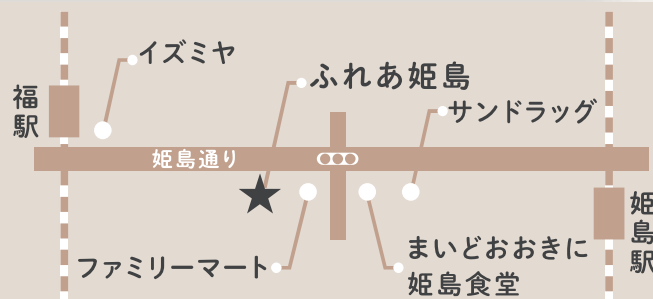 イズミヤ
ふれあ姫島
サンドラッグ
福
駅
姫島通り
姫
島
駅
ファミリーマート
まいどおおきに
姫島食堂